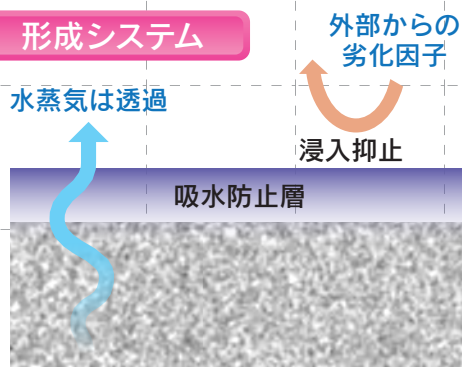 形成システム
外部からの
劣化因子
水蒸気は透過
浸入抑止
吸水防止層